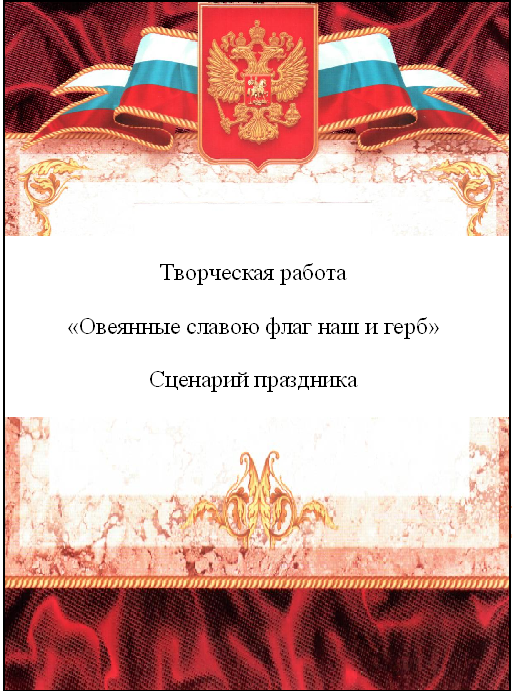 Творческая работа
«Овеянные славою флаг наш и герб»
Сценарий праздника